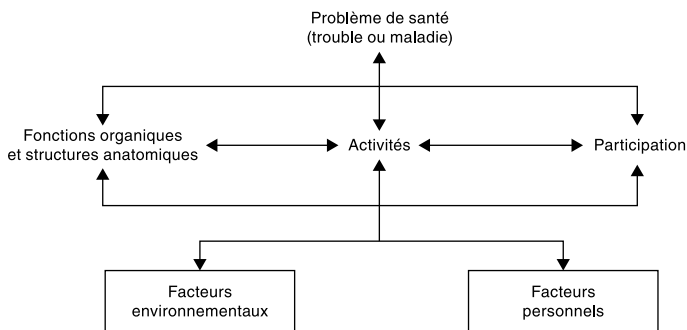 Problème de santé
(trouble ou maladie)
Fonctions organiques
et structures anatomiques
Activités
Participation
Facteurs
environnementaux
Facteurs
personnels